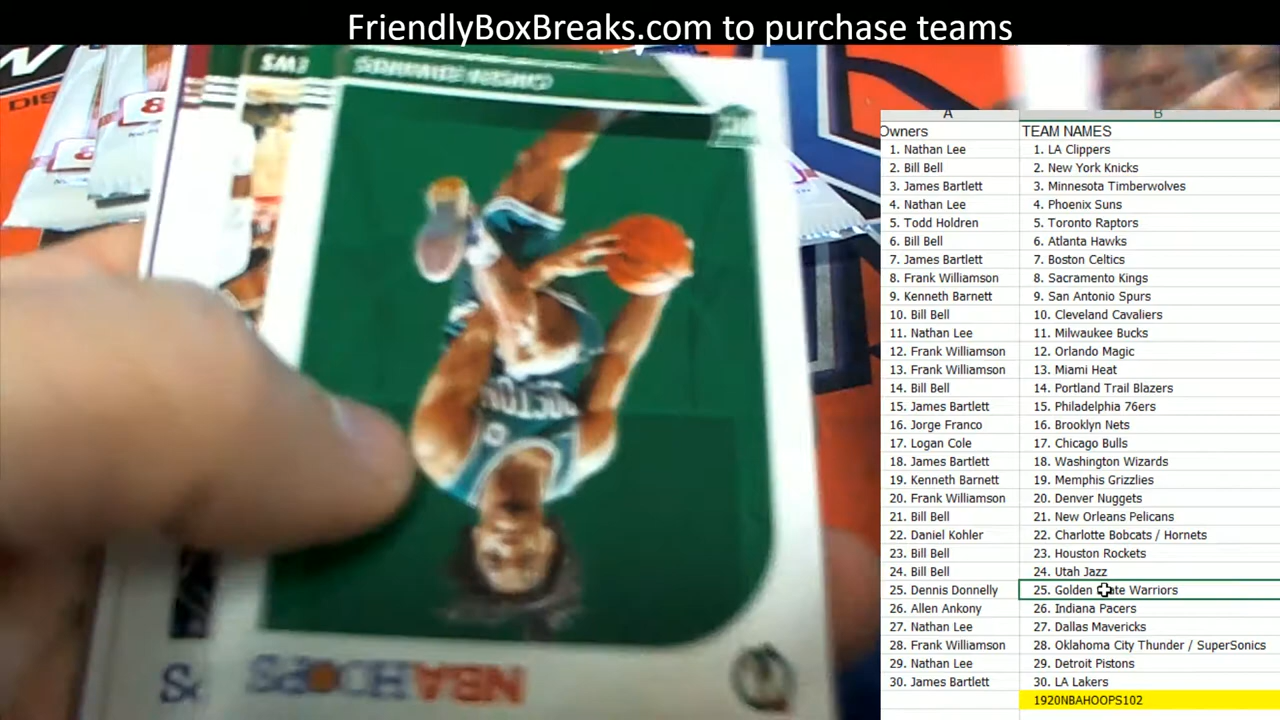 FriendlyBoxBreaks.com to purchase teams
A B
Owners TEAM NAMES
1. Nathan Lee 1. LA Clippers
2. Bill Bell 2. New York Knicks
3. James Bartlett 3. Minnesota Timberwolves
4. Nathan Lee 4. Phoenix Suns
5. Todd Holdren 5. Toronto Raptors
6. Bill Bell 6. Atlanta Hawks
7. James Bartlett 7. Boston Celtics
8. Frank Williamson 8. Sacramento Kings
9. Kenneth Barnett 9. San Antonio Spurs
10. Bill Bell 10. Cleveland Cavaliers
11. Nathan Lee 11. Milwaukee Bucks
12. Frank Williamson 12. Orlando Magic
13. Frank Williamson 13. Miami Heat
14. Bill Bell 14. Portland Trail Blazers
15. James Bartlett 15. Philadelphia 76ers
16. Jorge Franco 16. Brooklyn Nets
17. Logan Cole 17. Chicago Bulls
18. James Bartlett 18. Washington Wizards
19. Kenneth Barnett 19. Memphis Grizzlies
20. Frank Williamson 20. Denver Nuggets
21. Bill Bell 21. New Orleans Pelicans
22. Daniel Kohler 22. Charlotte Bobcats / Hornets
23. Bill Bell 23. Houston Rockets
24. Bill Bell 24. Utah Jazz
25. Dennis Donnelly 25. Golden State Warriors
26. Allen Ankony 26. Indiana Pacers
27. Nathan Lee 27. Dallas Mavericks
28. Frank Williamson 28. Oklahoma City Thunder / SuperSonics
29. Nathan Lee 29. Detroit Pistons
30. James Bartlett 30. LA Lakers
1920NBAHOOPS102
NBA HOOPS